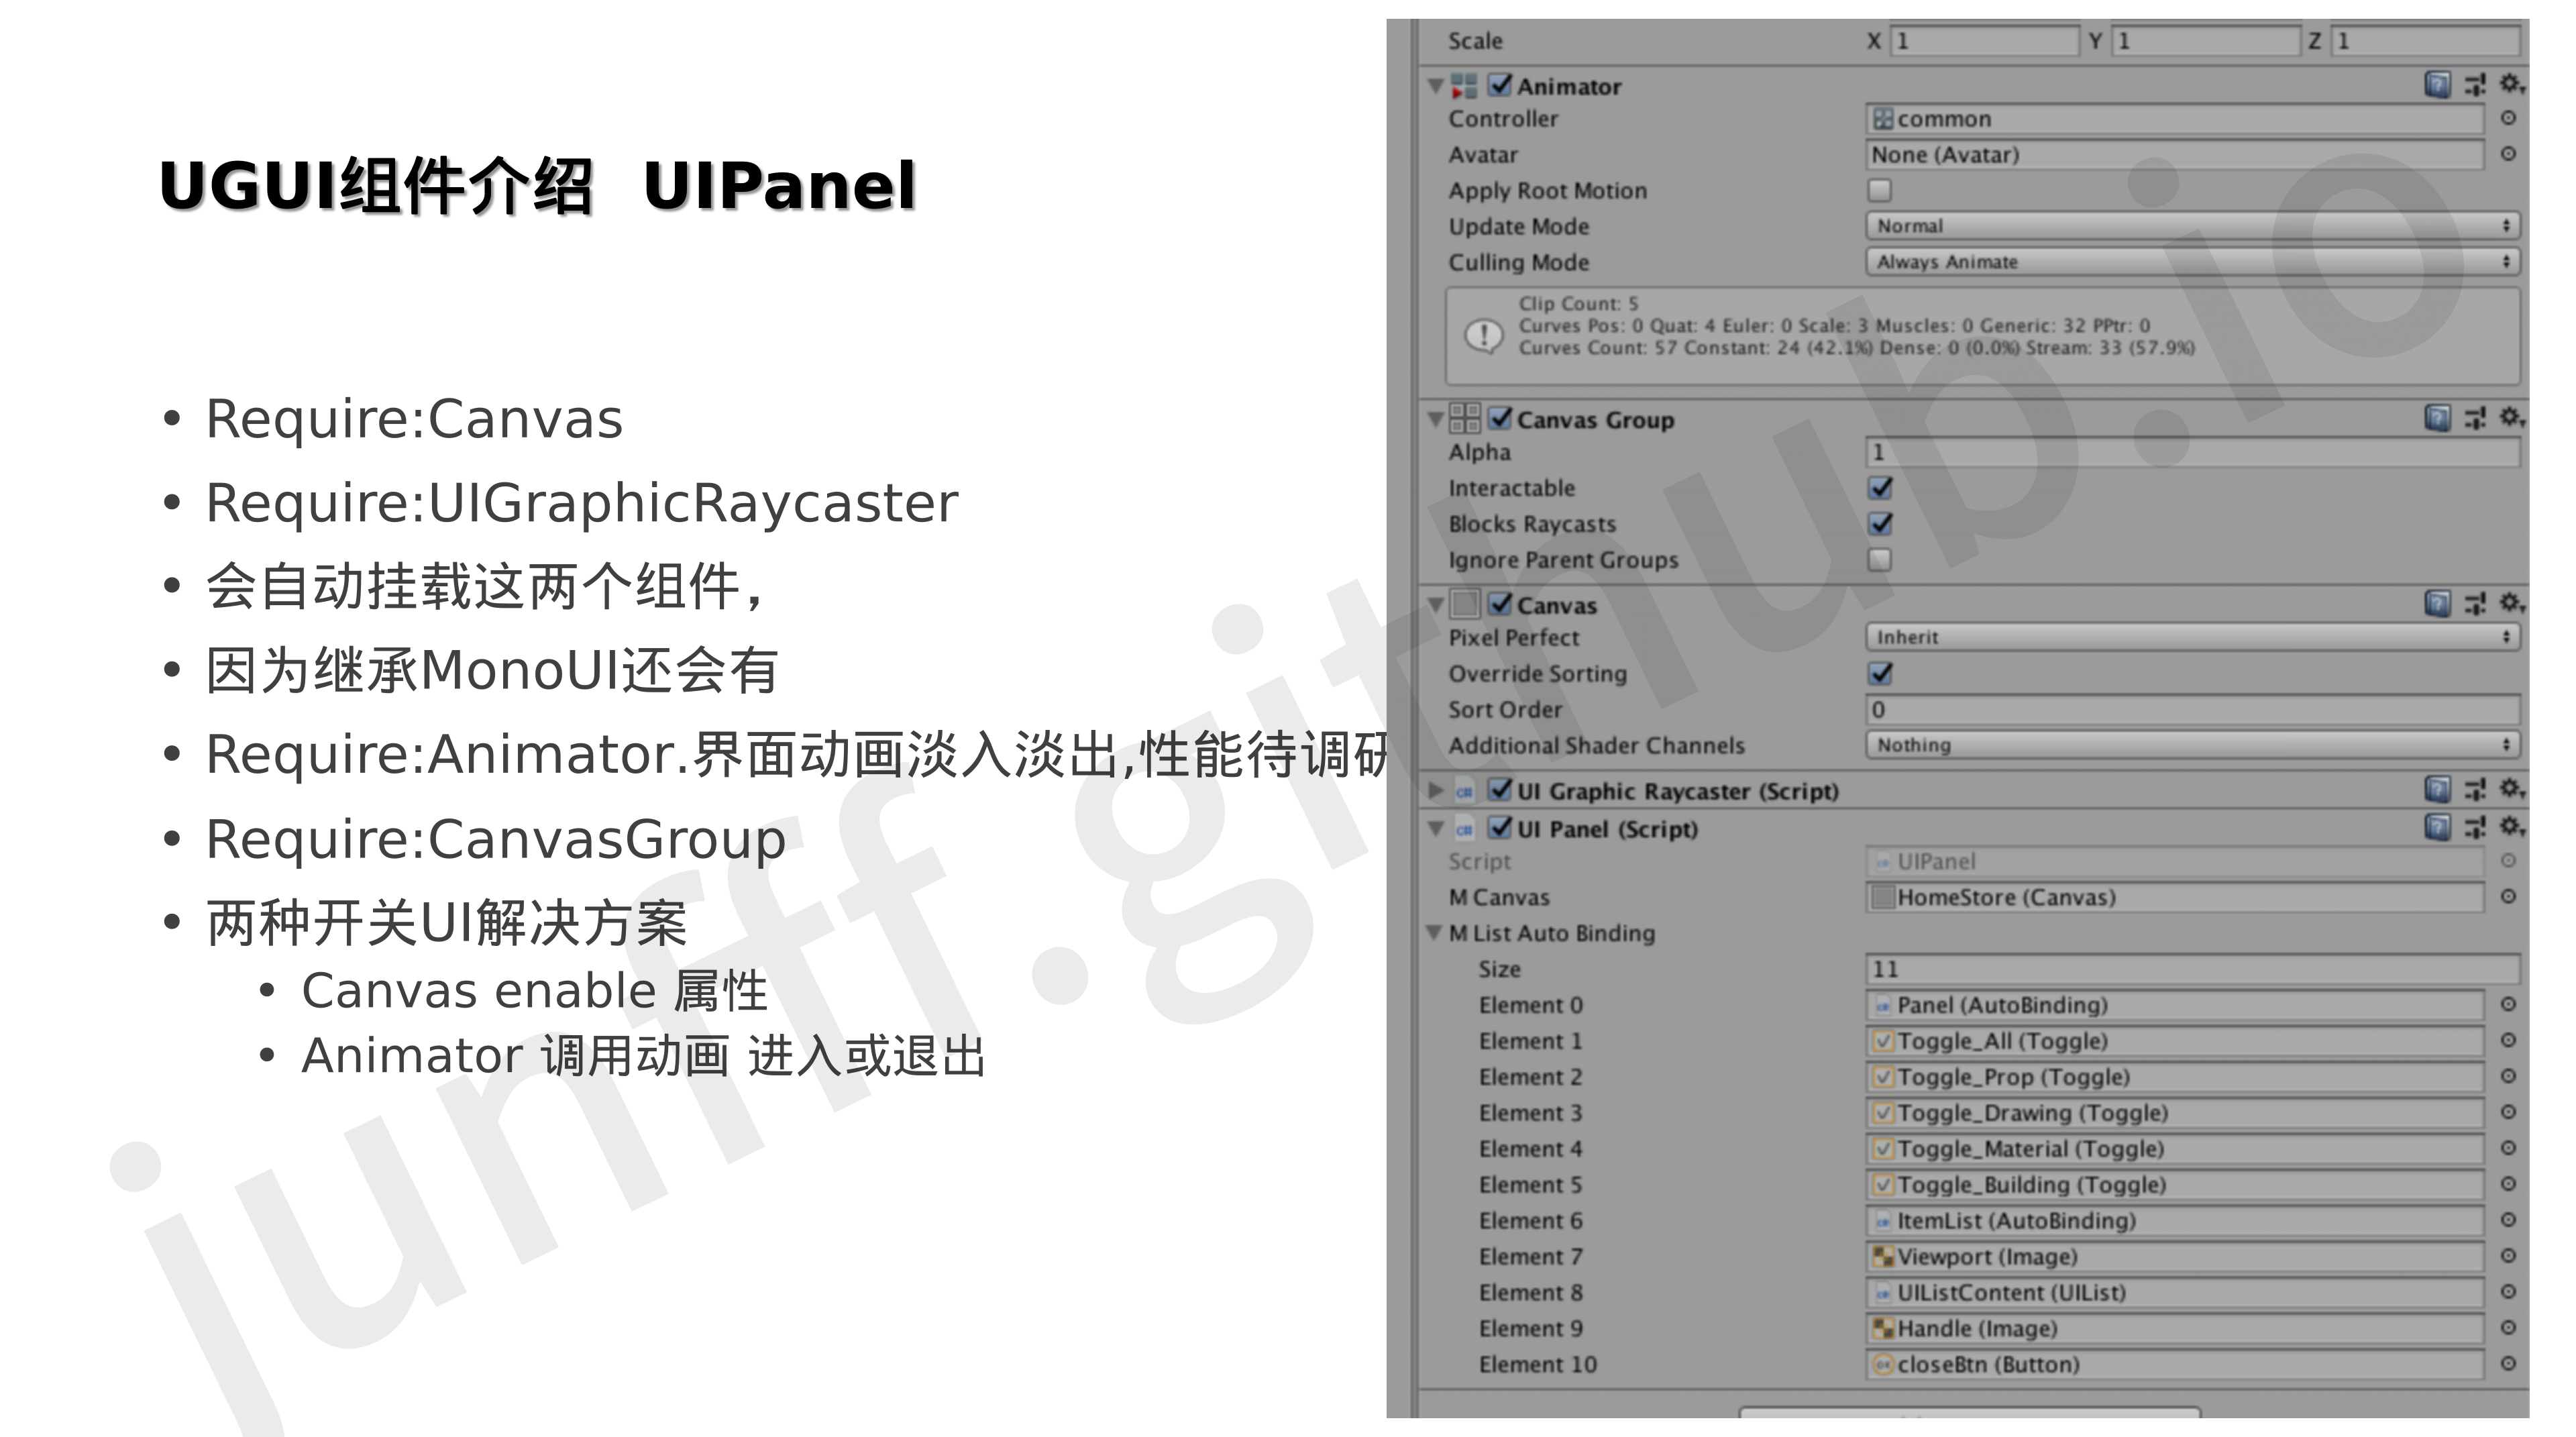 UGUI组件介绍 UIPanel
• Require:Canvas
• Require:UIGraphicRaycaster
• 会自动挂载这两个组件，
• 因为继承MonoUI还会有
• Require:Animator.界面动画淡入淡出,性能待调研
• Require:CanvasGroup
• 两种开关UI解决方案
• Canvas enable 属性
• Animator 调用动画 进入或退出
Scale X 1 Y 1 Z 1
Animator
Controller common
Avatar None (Avatar)
Apply Root Motion
Update Mode Normal
Culling Mode Always Animate
Clip Count: 5
Curves Pos: 0 Quat: 4 Euler: 0 Scale: 3 Muscles: 0 Generic: 32 PPtr: 0
Curves Count: 57 Constant: 24 (42.1%) Dense: 0 (0.0%) Stream: 33 (57.9%)
Canvas Group
Alpha 1
Interactable
Blocks Raycasts
Ignore Parent Groups
Canvas
Pixel Perfect Inherit
Override Sorting
Sort Order 0
Additional Shader Channels Nothing
UI Graphic Raycaster (Script)
UI Panel (Script)
Script UIPanel
M Canvas HomeStore (Canvas)
M List Auto Binding
Size 11
Element 0 Panel (AutoBinding)
Element 1 Toggle_All (Toggle)
Element 2 Toggle_Prop (Toggle)
Element 3 Toggle_Drawing (Toggle)
Element 4 Toggle_Material (Toggle)
Element 5 Toggle_Building (Toggle)
Element 6 ItemList (AutoBinding)
Element 7 Viewport (Image)
Element 8 UIListContent (UIList)
Element 9 Handle (Image)
Element 10 closeBtn (Button)
junfff.github.io